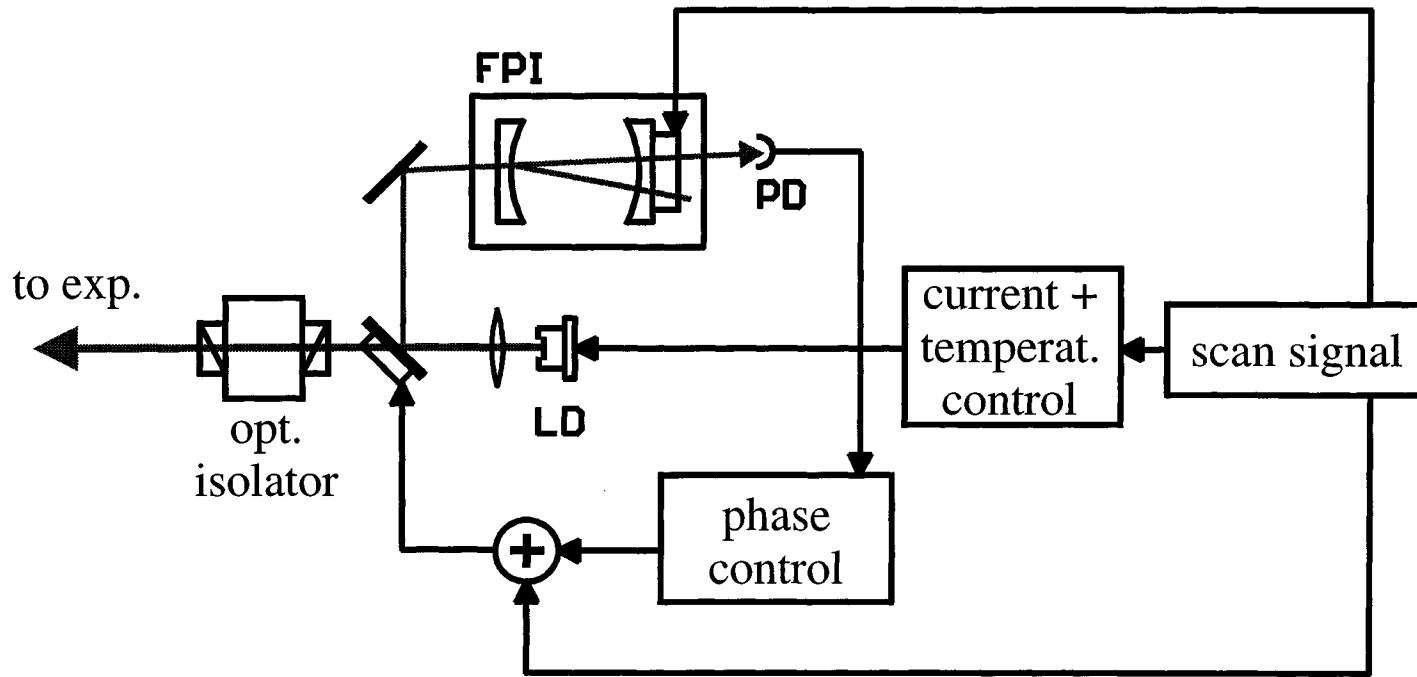 FPI
PD
to exp.
current +
temperat.
control
scan signal
LD
opt.
isolator
phase
control
+